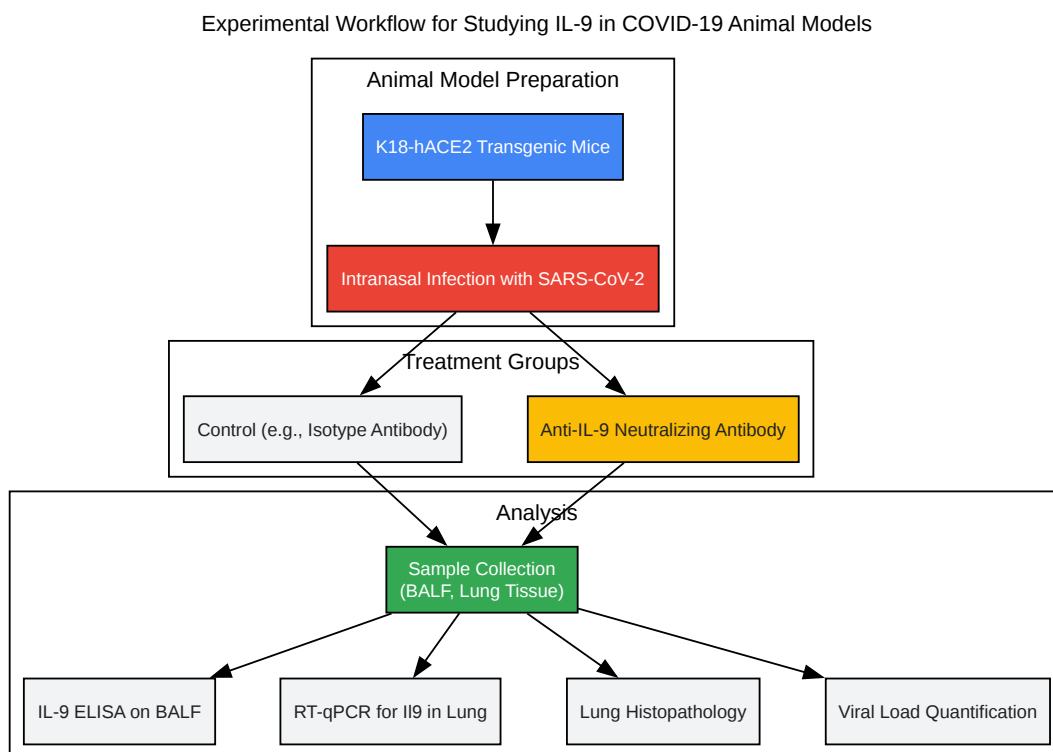 Experimental Workflow for Studying IL-9 in COVID-19 Animal Models
Animal Model Preparation
K18-hACE2 Transgenic Mice
Intranasal Infection with SARS-CoV-2
Treatment Groups
Control (e.g., Isotype Antibody)
Anti-IL-9 Neutralizing Antibody
Analysis
Sample Collection
(BALF, Lung Tissue)
IL-9 ELISA on BALF
RT-qPCR for Il9 in Lung
Lung Histopathology
Viral Load Quantification